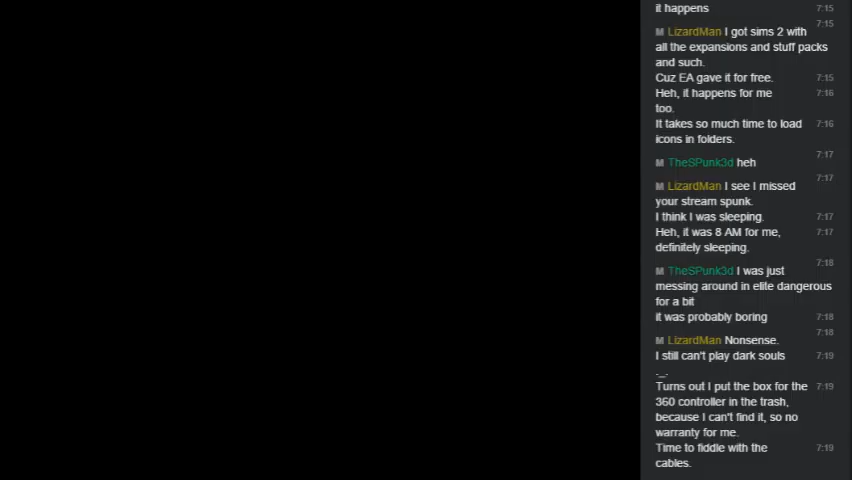 it happens 7:15
7:15
M LizardMan I got sims 2 with
all the expansions and stuff packs
and such.
Cuz EA gave it for free. 7:15
Heh, it happens for me 7:16
too.
It takes so much time to load 7:16
icons in folders.
7:17
M TheSPunk3d heh
7:17
M LizardMan I see I missed
your stream spunk.
I think I was sleeping. 7:17
Heh, it was 8 AM for me, 7:17
definitely sleeping.
7:18
M TheSPunk3d I was just
messing around in elite dangerous
for a bit
it was probably boring 7:18
7:18
M LizardMan Nonsense.
I still can't play dark souls 7:19
._.
Turns out I put the box for the 7:19
360 controller in the trash,
because I can't find it, so no
warranty for me.
Time to fiddle with the 7:19
cables.